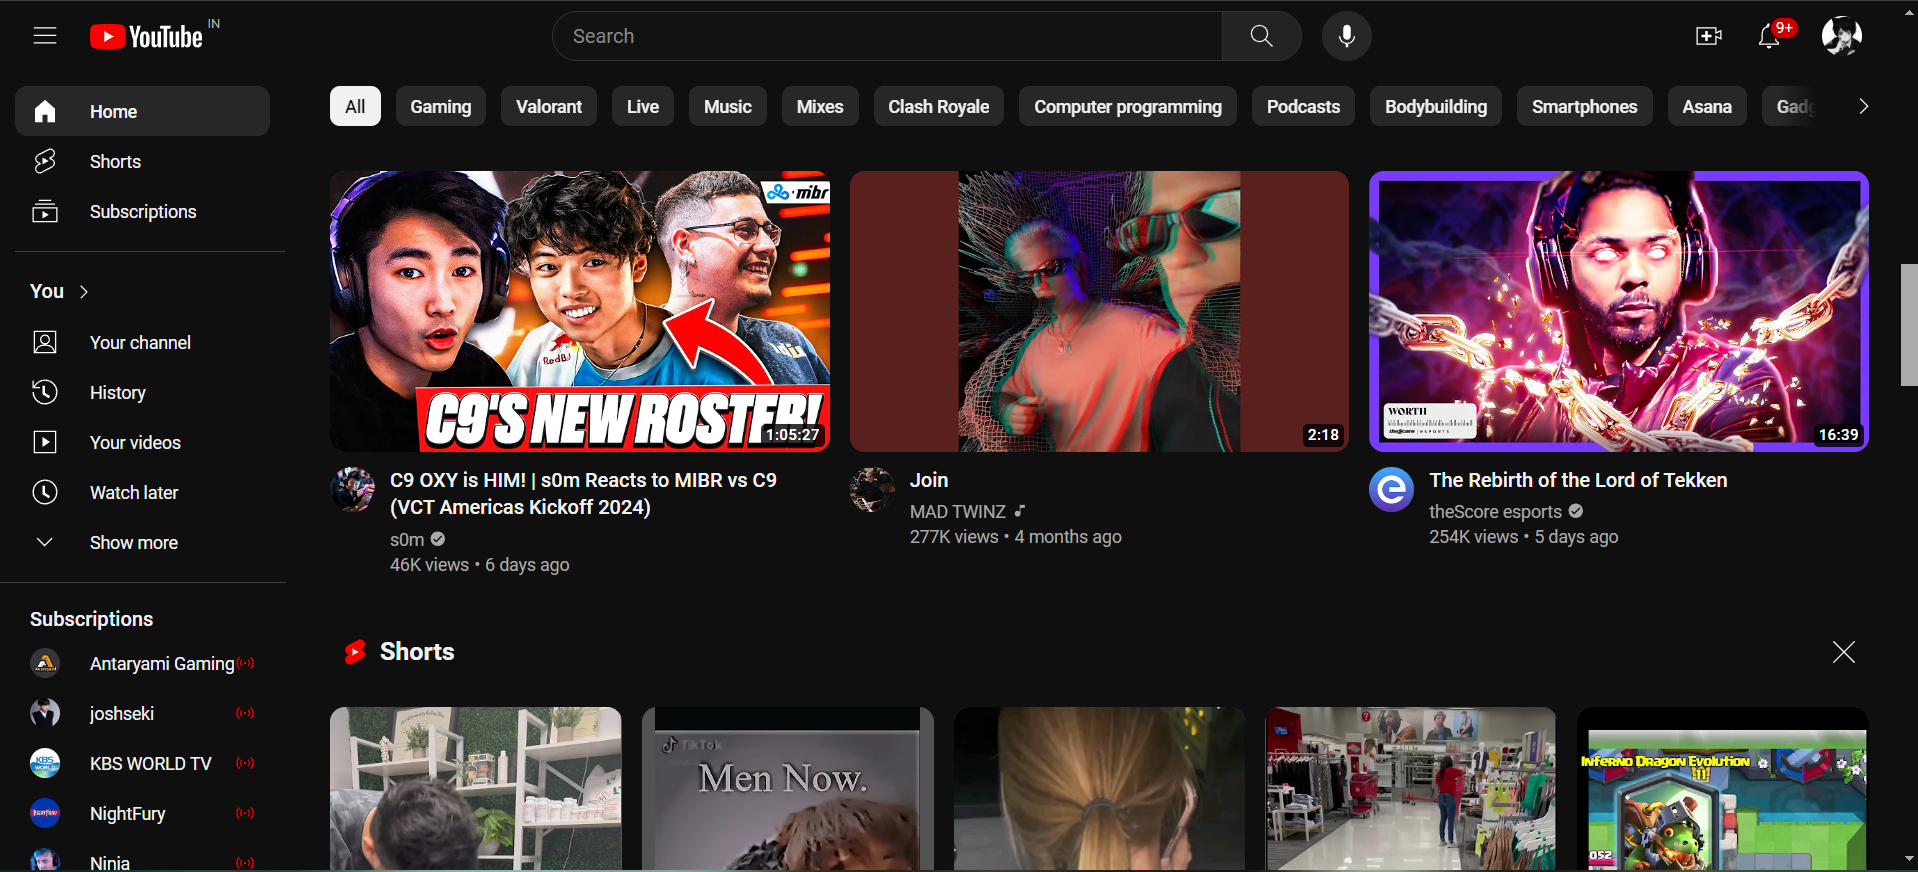 YouTube IN
Search
9+
Home
Shorts
Subscriptions
You
Your channel
History
Your videos
Watch later
Show more
Subscriptions
Antaryami Gaming
joshseki
KBS WORLD TV
NightFury
Ninja
All
Gaming
Valorant
Live
Music
Mixes
Clash Royale
Computer programming
Podcasts
Bodybuilding
Smartphones
Asana
mibr
RedBull
C9'S NEW ROSTER!
1:05:27
C9 OXY is HIM! | s0m Reacts to MIBR vs C9
(VCT Americas Kickoff 2024)
s0m
46K views • 6 days ago
2:18
Join
MAD TWINZ
277K views • 4 months ago
WORTH
theScore ESPORTS
16:39
The Rebirth of the Lord of Tekken
theScore esports
254K views • 5 days ago
Shorts
TikTok
Men Now.
Inferno Dragon Evolution
!!
052
KBS
WORLD